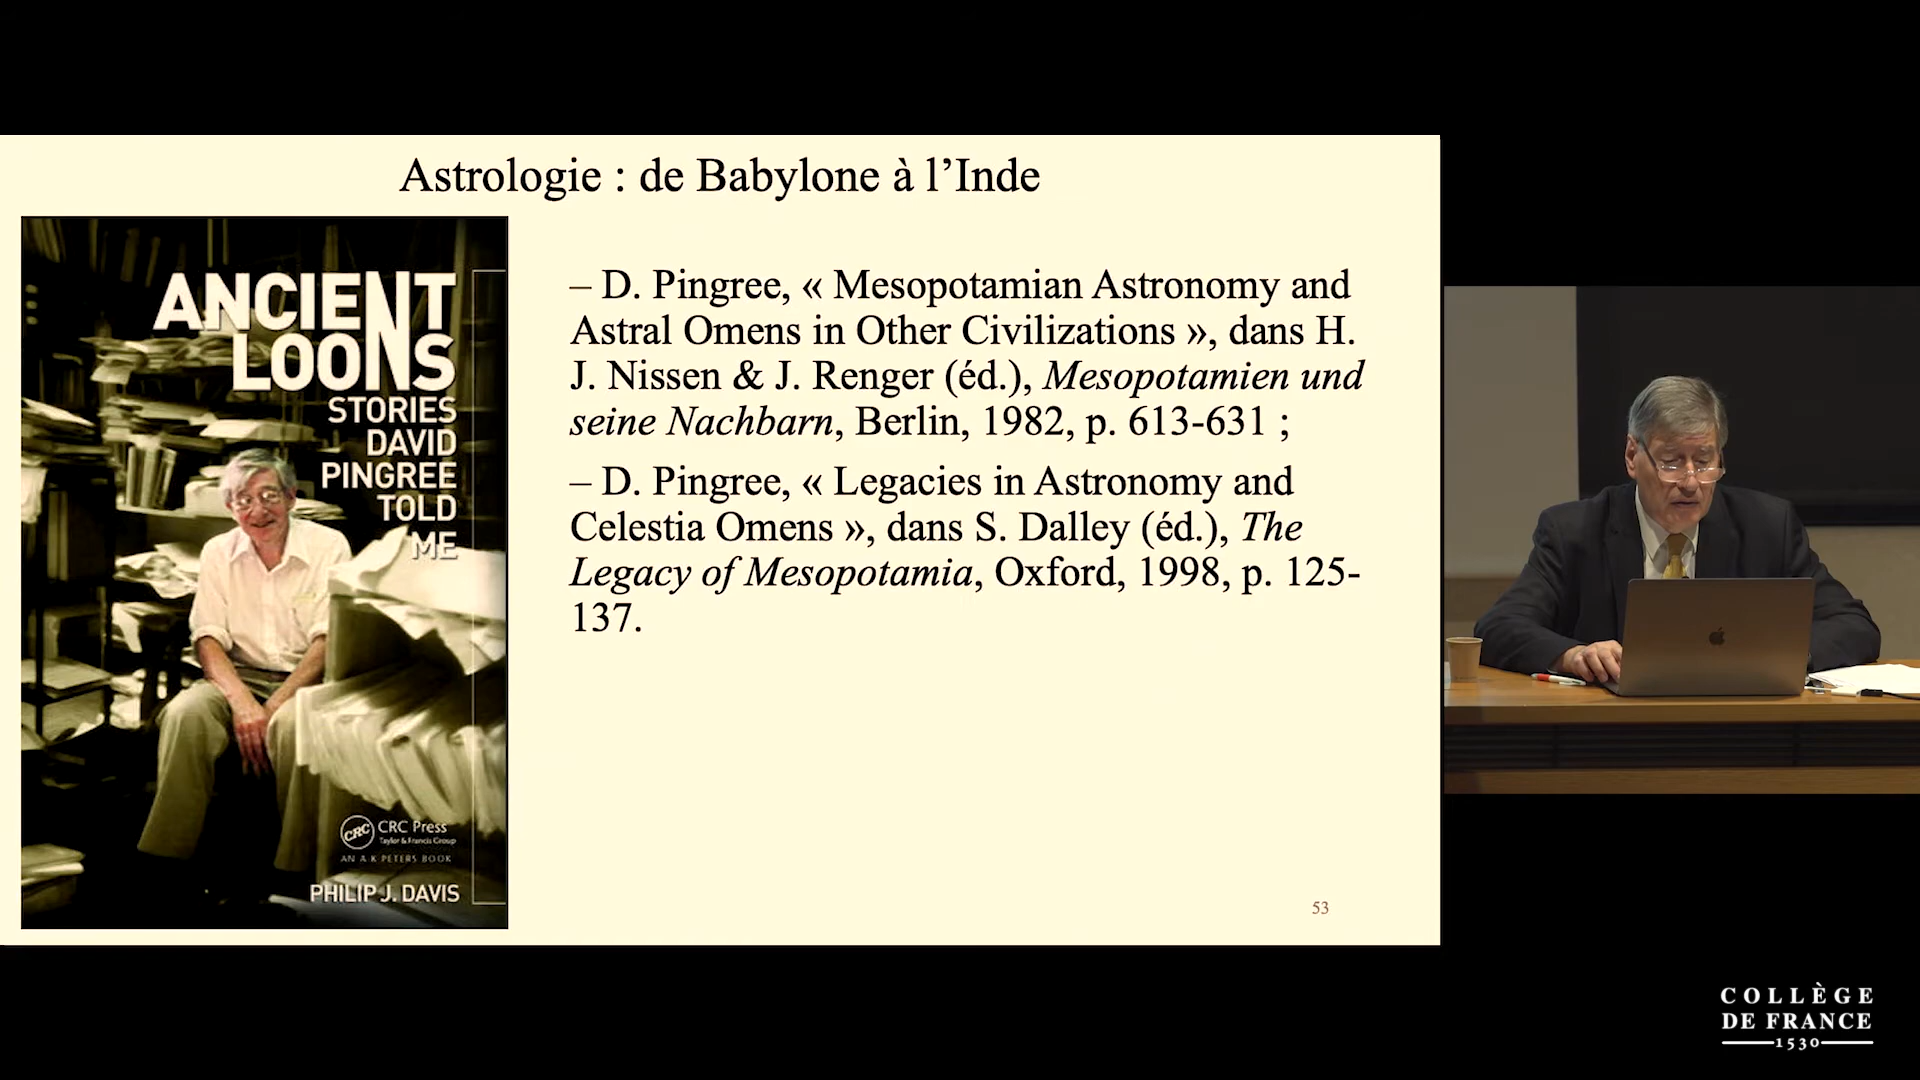 Astrologie : de Babylone à l’Inde
ANCIENT
LOONS
STORIES
DAVID
PINGREE
TOLD
ME
CRC
CRC Press
Taylor & Francis Group
AN A K PETERS BOOK
PHILIP J. DAVIS
– D. Pingree, « Mesopotamian Astronomy and
Astral Omens in Other Civilizations », dans H.
J. Nissen & J. Renger (éd.), Mesopotamien und
seine Nachbarn, Berlin, 1982, p. 613-631 ;
– D. Pingree, « Legacies in Astronomy and
Celestia Omens », dans S. Dalley (éd.), The
Legacy of Mesopotamia, Oxford, 1998, p. 125-
137.
53
COLLÈGE
DE FRANCE
1530